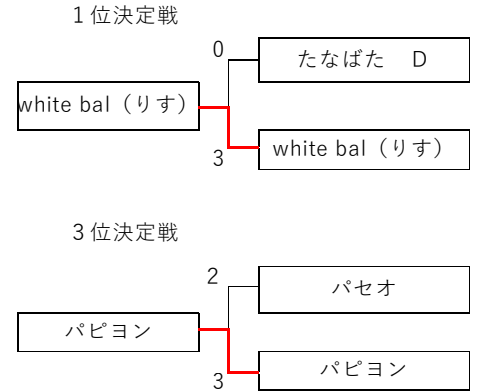 １位決定戦
0
たなばた　D
white bal（りす）
3
white bal（りす）
３位決定戦
2
パセオ
パピヨン
3
パピヨン